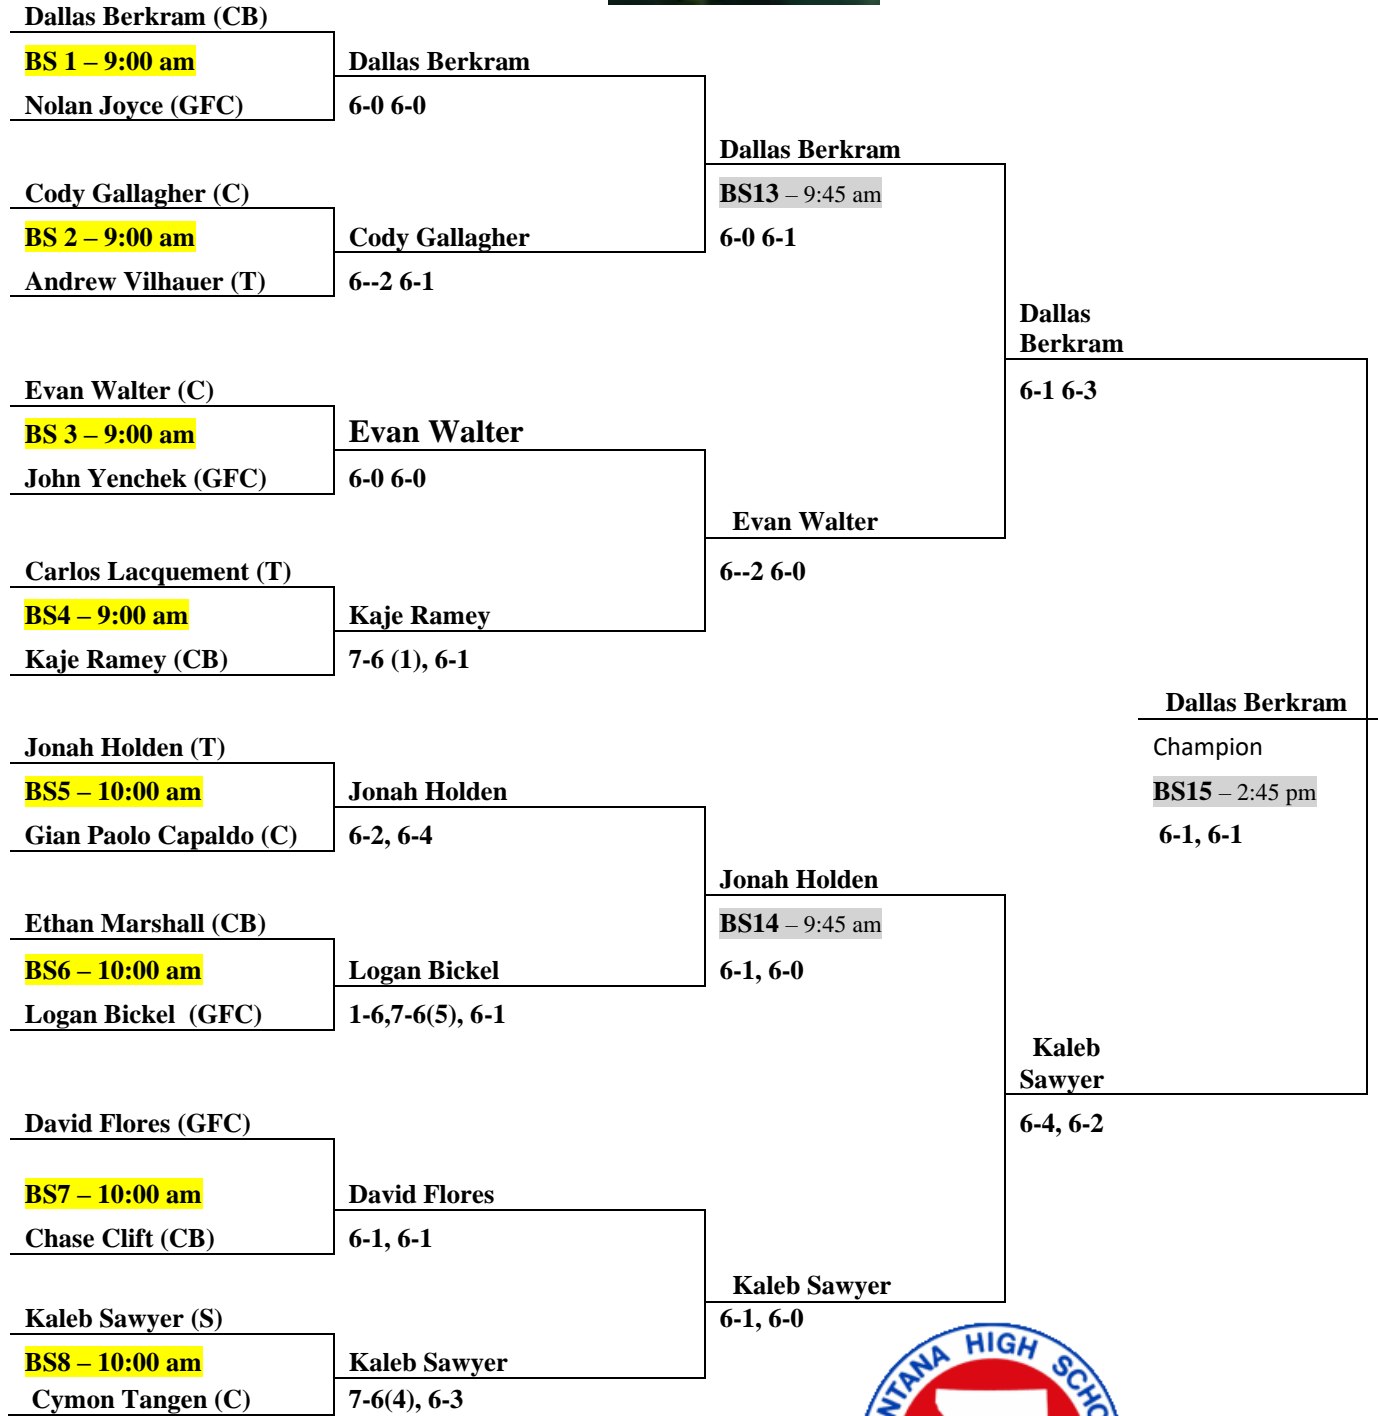 Dallas Berkram (CB)
BS 1 – 9:00 am
Nolan Joyce (GFC)
Dallas Berkram
6-0 6-0
Cody Gallagher (C)
BS 2 – 9:00 am
Andrew Vilhauer (T)
Cody Gallagher
6--2 6-1
Dallas Berkram
BS13 – 9:45 am
6-0 6-1
Evan Walter (C)
BS 3 – 9:00 am
John Yenchek (GFC)
Evan Walter
6-0 6-0
Carlos Lacquement (T)
BS4 – 9:00 am
Kaje Ramey (CB)
Kaje Ramey
7-6 (1), 6-1
Evan Walter
6--2 6-0
Dallas
Berkram
6-1 6-3
Jonah Holden (T)
BS5 – 10:00 am
Gian Paolo Capaldo (C)
Jonah Holden
6-2, 6-4
Ethan Marshall (CB)
BS6 – 10:00 am
Logan Bickel (GFC)
Logan Bickel
1-6,7-6(5), 6-1
Jonah Holden
BS14 – 9:45 am
6-1, 6-0
David Flores (GFC)
BS7 – 10:00 am
Chase Clift (CB)
David Flores
6-1, 6-1
Kaleb Sawyer (S)
BS8 – 10:00 am
Cymon Tangen (C)
Kaleb Sawyer
7-6(4), 6-3
Kaleb Sawyer
6-1, 6-0
Kaleb
Sawyer
6-4, 6-2
Dallas Berkram
Champion
BS15 – 2:45 pm
6-1, 6-1
NTANA HIGH SCHO